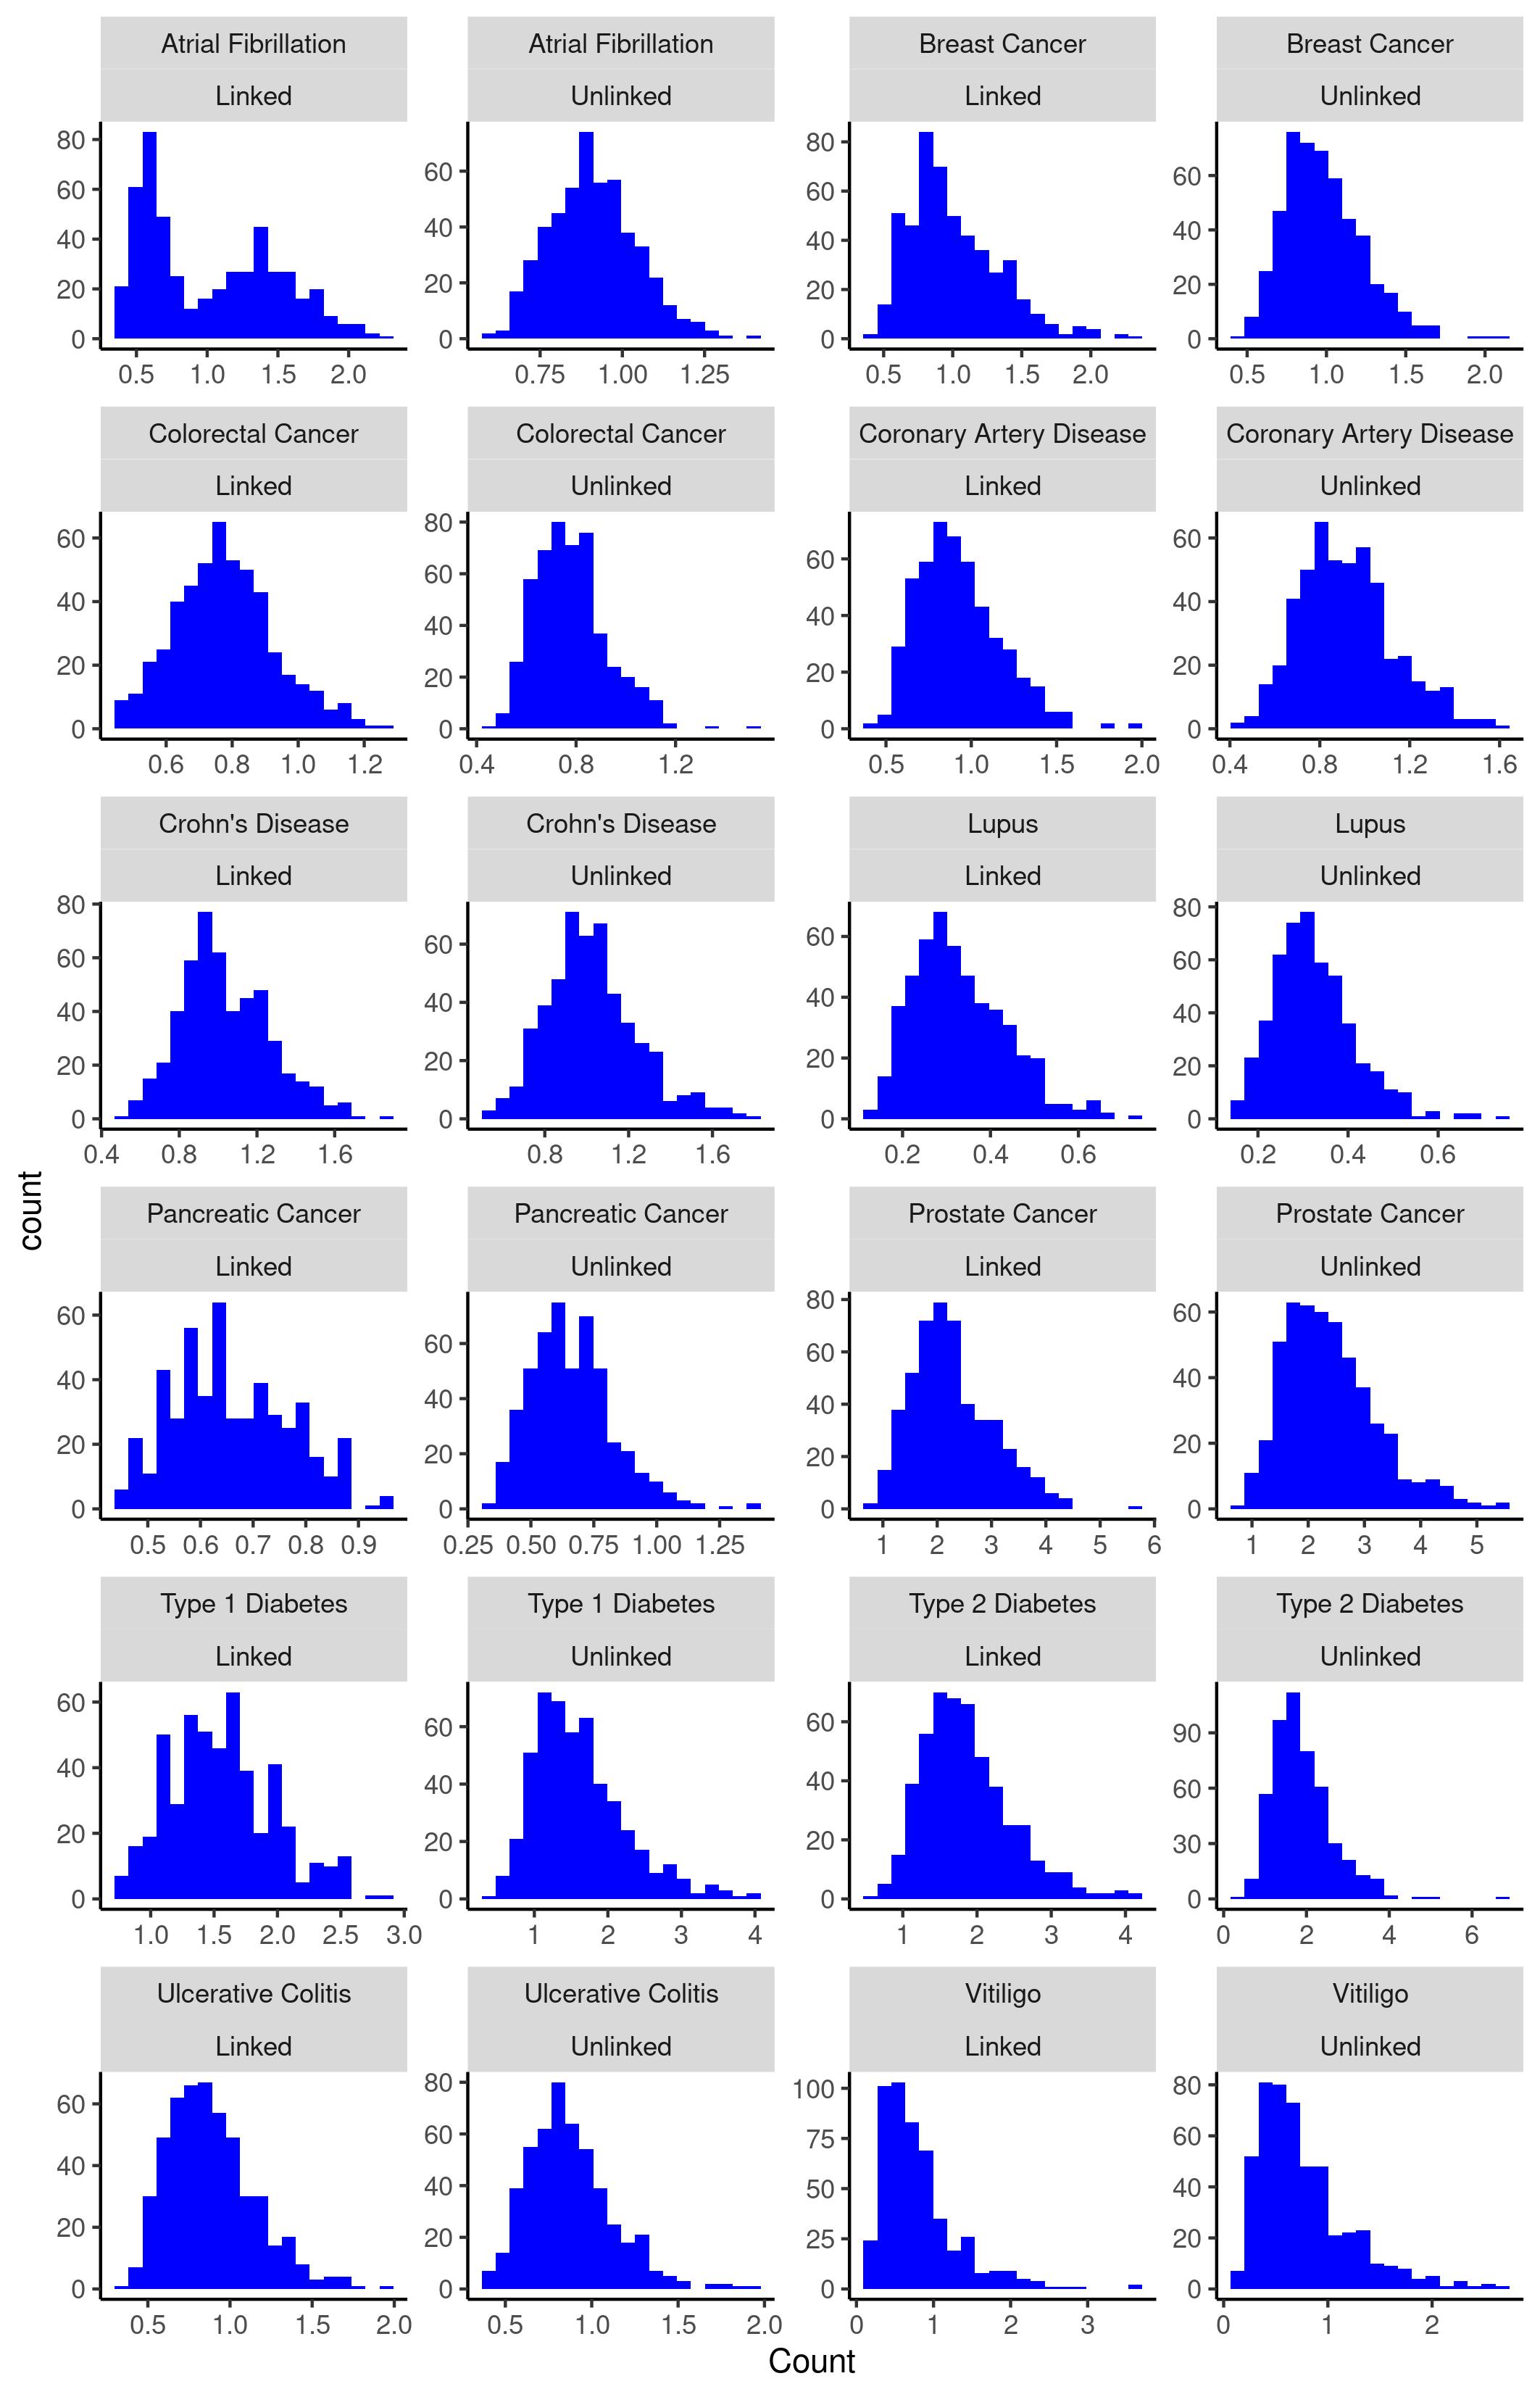 Atrial Fibrillation Atrial Fibrillation Breast Cancer Breast Cancer
Linked Unlinked Linked Unlinked
80
60
40
20
0
0.5 1.0 1.5 2.0
60
40
20
0
0.75 1.00 1.25
80
60
40
20
0
0.5 1.0 1.5 2.0
60
40
20
0
0.5 1.0 1.5 2.0
Colorectal Cancer Colorectal Cancer Coronary Artery Disease Coronary Artery Disease
Linked Unlinked Linked Unlinked
60
40
20
0
0.6 0.8 1.0 1.2
80
60
40
20
0
0.4 0.8 1.2
60
40
20
0
0.5 1.0 1.5 2.0
60
40
20
0
0.4 0.8 1.2 1.6
Crohn's Disease Crohn's Disease Lupus Lupus
Linked Unlinked Linked Unlinked
80
60
40
20
0
0.4 0.8 1.2 1.6
60
40
20
0
0.8 1.2 1.6
60
40
20
0
0.2 0.4 0.6
80
60
40
20
0
0.2 0.4 0.6
count
Pancreatic Cancer Pancreatic Cancer Prostate Cancer Prostate Cancer
Linked Unlinked Linked Unlinked
60
40
20
0
0.5 0.6 0.7 0.8 0.9
60
40
20
0
0.25 0.50 0.75 1.00 1.25
80
60
40
20
0
1 2 3 4 5 6
60
40
20
0
1 2 3 4 5
Type 1 Diabetes Type 1 Diabetes Type 2 Diabetes Type 2 Diabetes
Linked Unlinked Linked Unlinked
60
40
20
0
1.0 1.5 2.0 2.5 3.0
60
40
20
0
1 2 3 4
60
40
20
0
1 2 3 4
90
60
30
0
0 2 4 6
Ulcerative Colitis Ulcerative Colitis Vitiligo Vitiligo
Linked Unlinked Linked Unlinked
60
40
20
0
0.5 1.0 1.5 2.0
80
60
40
20
0
0.5 1.0 1.5 2.0
100
75
50
25
0
0 1 2 3
80
60
40
20
0
0 1 2
Count